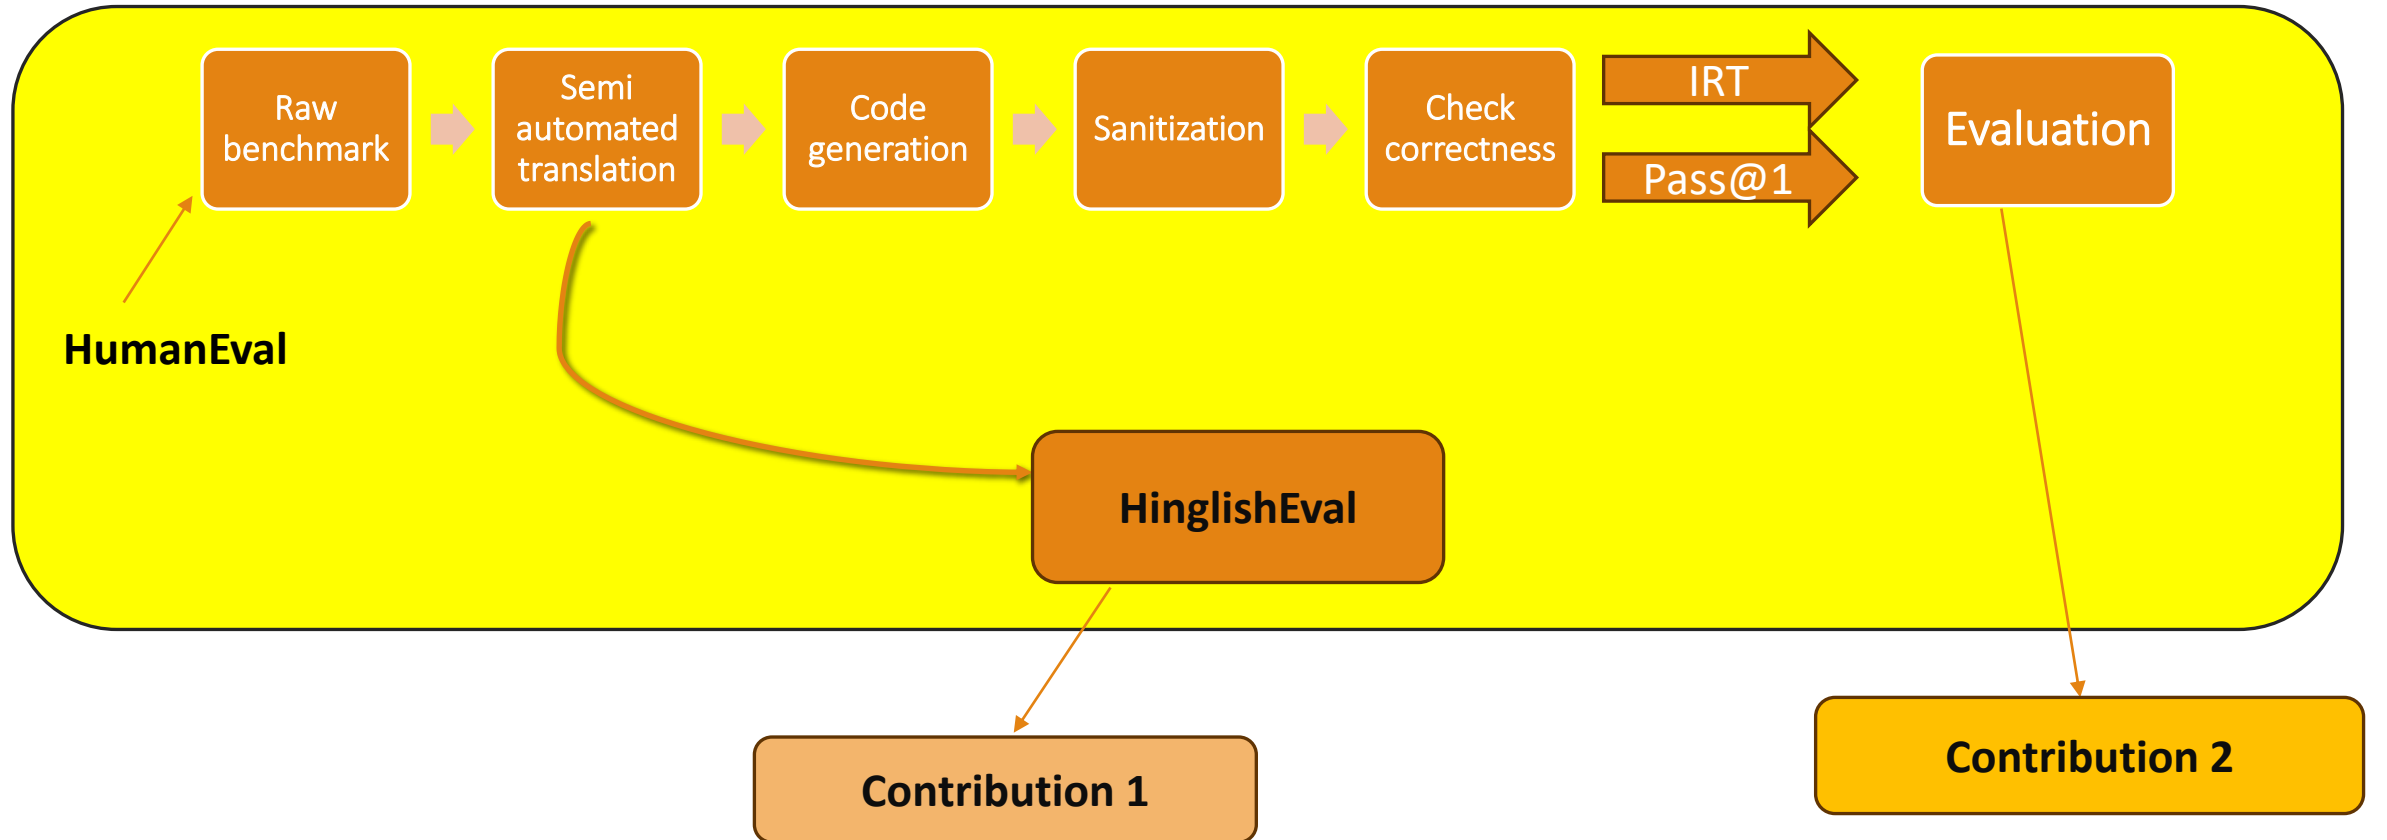 Raw
benchmark
Semi
automated
translation
Code
generation
Sanitization
Check
correctness
IRT
Pass@1
Evaluation
HumanEval
HinglishEval
Contribution 1
Contribution 2